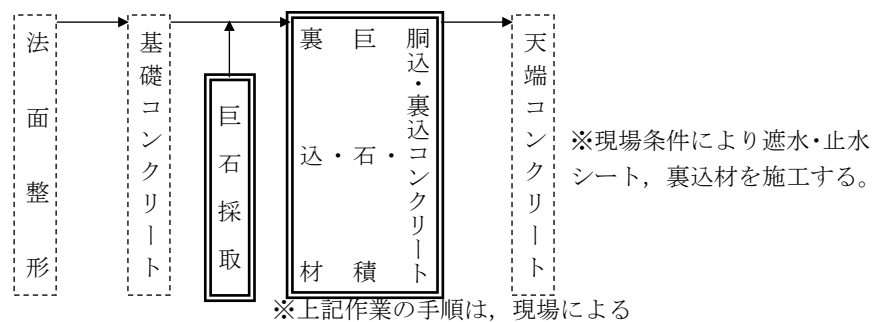 法面整形
基礎コンクリート
巨石採取
胴込・裏込コンクリート・
巨石積・
裏込材
天端コンクリート
※現場条件により遮水・止水
シート，裏込材を施工する。
※上記作業の手順は，現場による